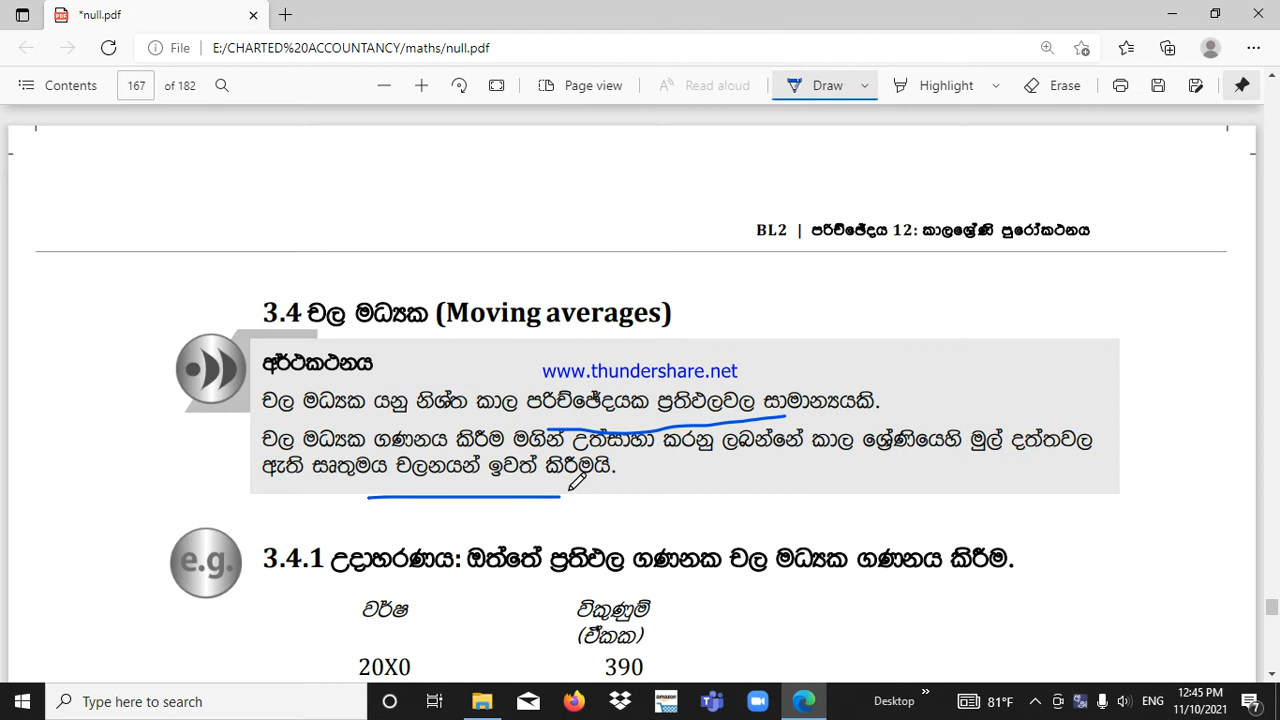 *null.pdf
File
E:/CHARTED%20ACCOUNTANCY/maths/null.pdf
Contents 167 of 182 Page view Read aloud Draw Highlight Erase
BL2 | පරිච්ඡේදය 12: කාලශ්‍රේණි පුරෝකථනය
3.4 චල මධ්‍යක (Moving averages)
අර්ථකථනය
www.thundershare.net
චල මධ්‍යක යනු නිශ්ත කාල පරිච්ඡේදයක ප්‍රතිඵලවල සාමාන්‍යයකි.
චල මධ්‍යක ගණනය කිරීම මගින් උත්සාහා කරනු ලබන්නේ කාල ශ්‍රේණියෙහි මුල් දත්තවල
ඇති සෘතුමය චලනයන් ඉවත් කිරීමයි.
e.g.
3.4.1 උදාහරණය: ඔත්තේ ප්‍රතිඵල ගණනක චල මධ්‍යක ගණනය කිරීම.
වර්ෂ විකුණුම්
(ඒකක)
20X0 390
Type here to search
Desktop
81°F
ENG
12:45 PM
11/10/2021
7